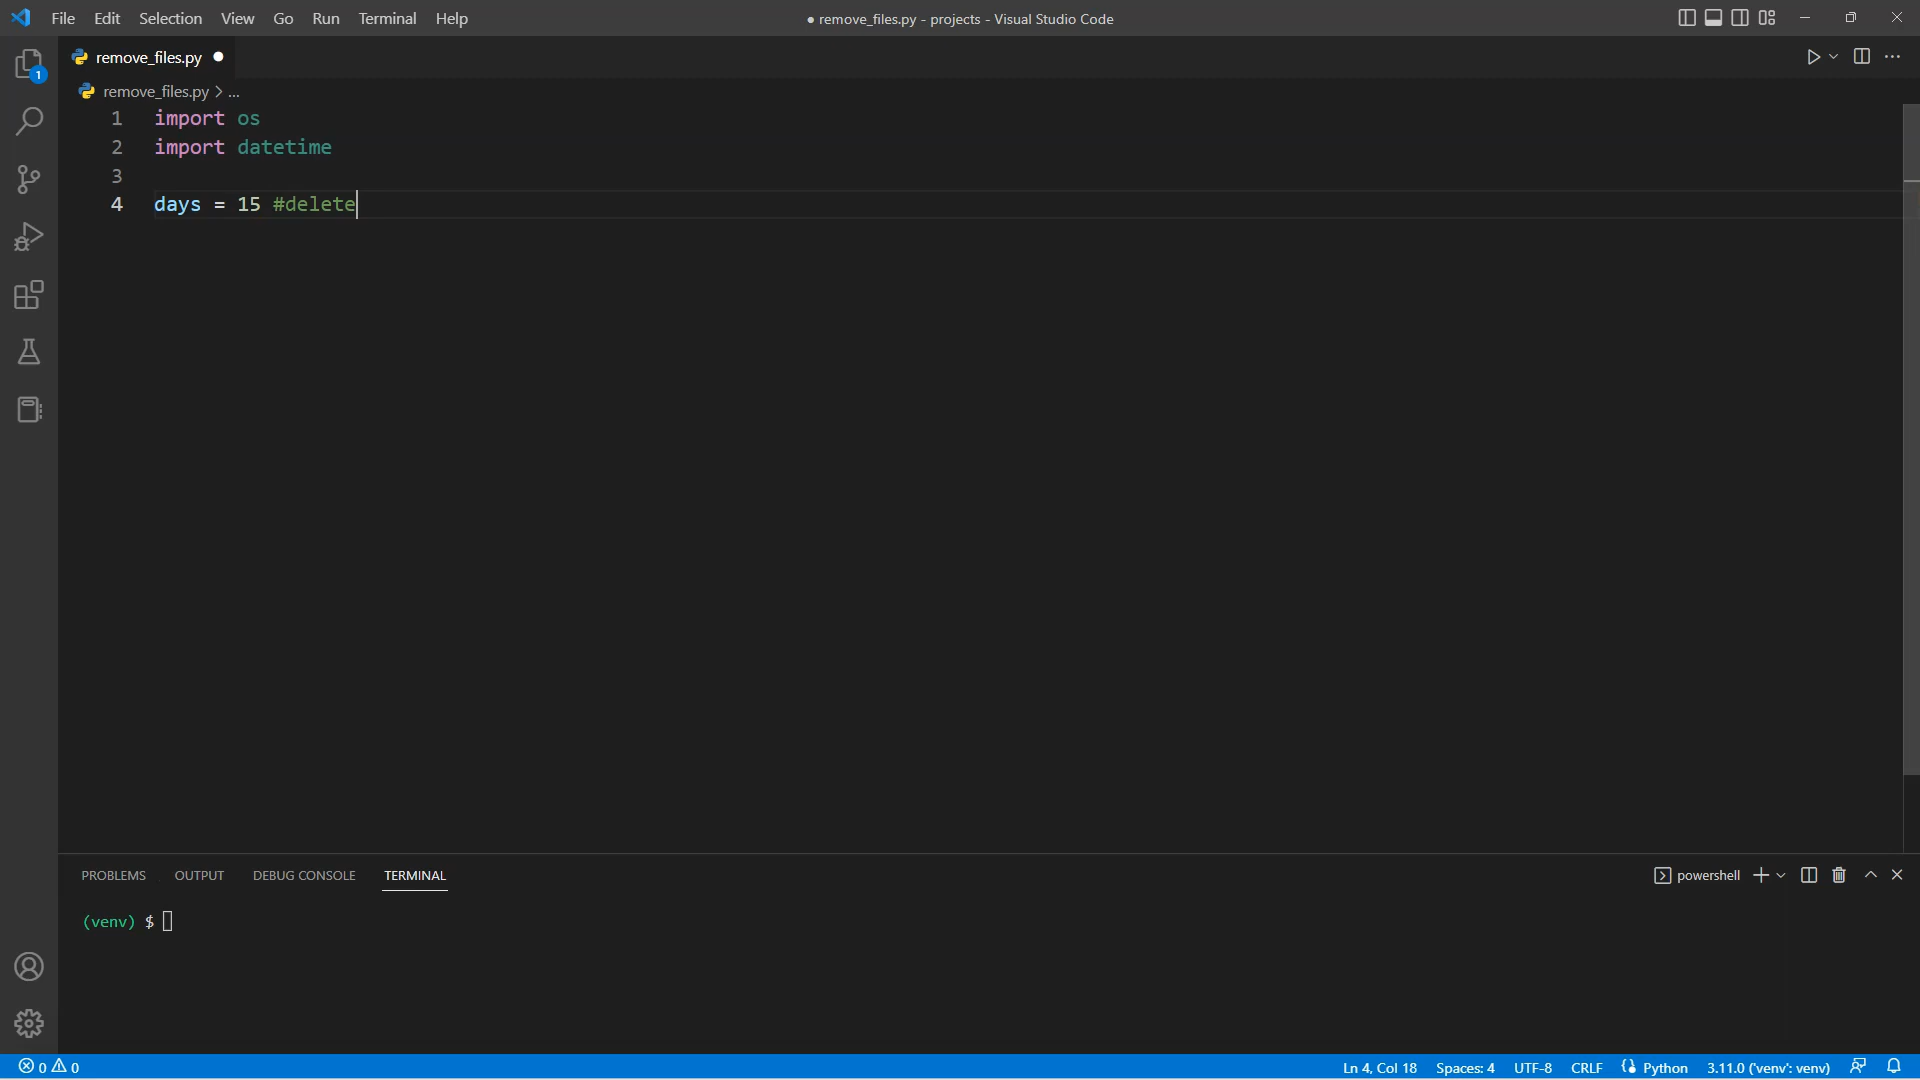 File Edit Selection View Go Run Terminal Help
● remove_files.py - projects - Visual Studio Code
1
remove_files.py ●
remove_files.py > ...
1 import os
2 import datetime
3
4 days = 15 #delete
PROBLEMS OUTPUT DEBUG CONSOLE TERMINAL
powershell
(venv) $
0 0
Ln 4, Col 18 Spaces: 4 UTF-8 CRLF Python 3.11.0 ('venv': venv)